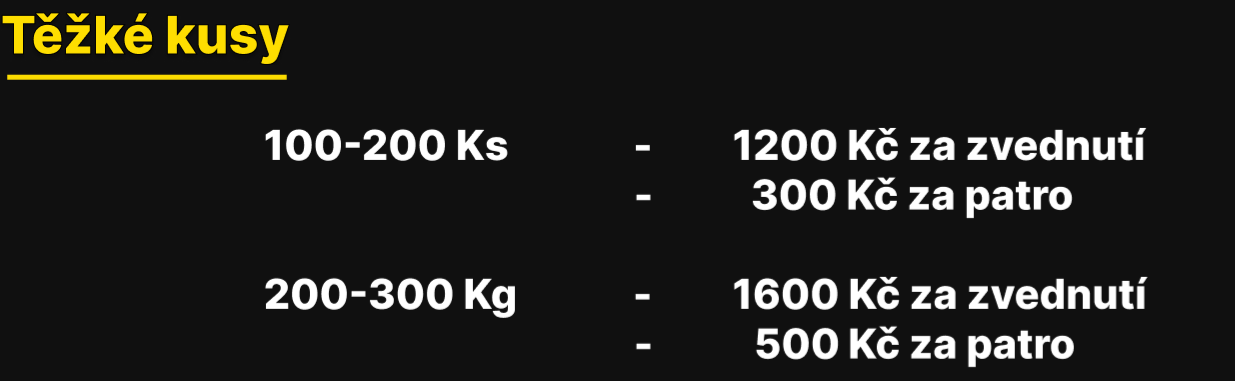 Těžké kusy
100-200 Ks - 1200 Kč za zvednutí
- 300 Kč za patro
200-300 Kg - 1600 Kč za zvednutí
- 500 Kč za patro